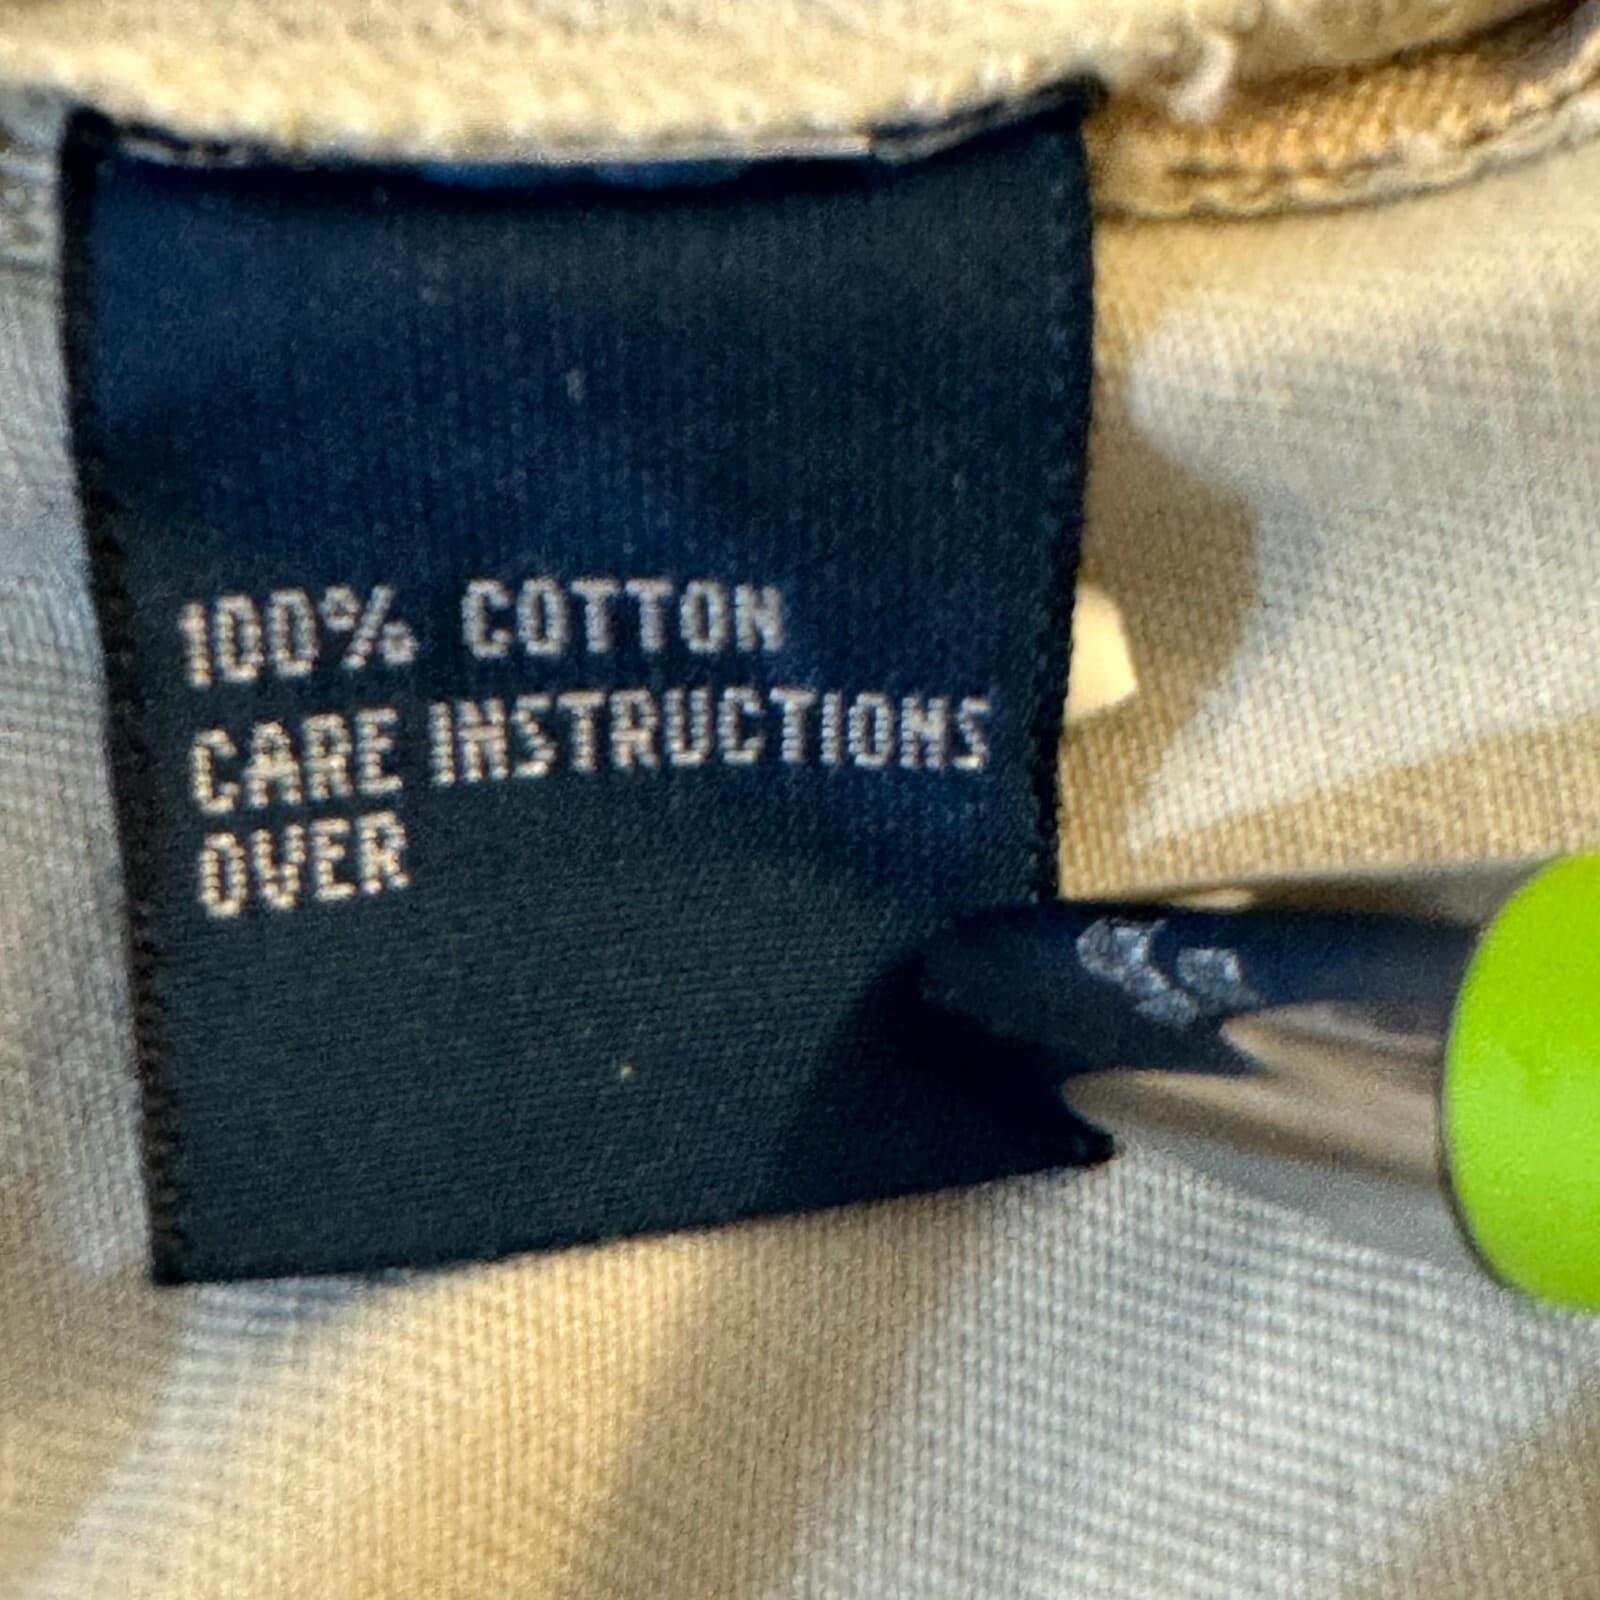 100% COTTON
CARE INSTRUCTIONS
OVER